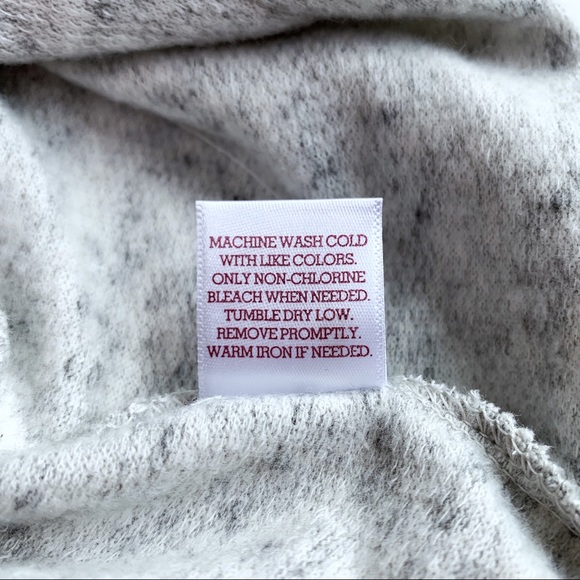 MACHINE WASH COLD
WITH LIKE COLORS.
ONLY NON-CHLORINE
BLEACH WHEN NEEDED.
TUMBLE DRY LOW.
REMOVE PROMPTLY.
WARM IRON IF NEEDED.